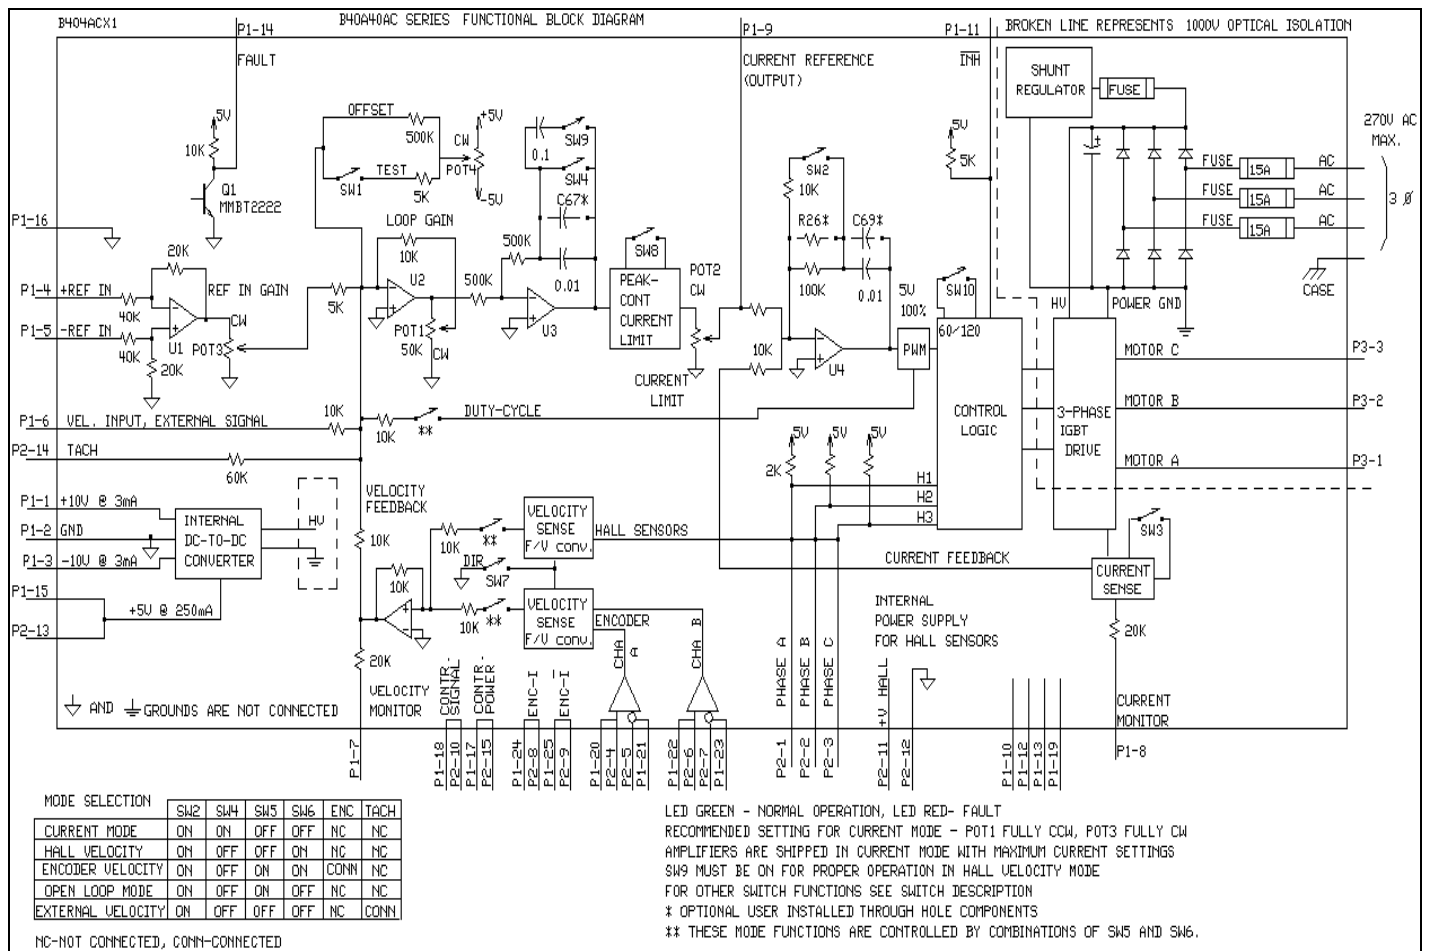 B404ACX1
B40A40AC SERIES FUNCTIONAL BLOCK DIAGRAM
BROKEN LINE REPRESENTS 1000V OPTICAL ISOLATION
P1-14
P1-9
P1-11
FAULT
CURRENT REFERENCE
(OUTPUT)
INH
SHUNT
REGULATOR
FUSE
270V AC
MAX.
5V
10K
Q1
MMBT2222
OFFSET
500K
CW
+5V
POT4
-5V
SW1
TEST
5K
0.1
SW9
SW4
C67*
0.01
SW2
10K
R26*
C69*
100K
0.01
5V
5K
+
FUSE
15A
AC
FUSE
15A
AC
FUSE
15A
AC
3 Ø
CASE
P1-16
20K
P1-4
+REF IN
REF IN GAIN
40K
P1-5
-REF IN
40K
U1
CW
POT3
20K
5K
LOOP GAIN
10K
U2
POT1
50K
CW
500K
500K
U3
SW8
PEAK-
CONT
CURRENT
LIMIT
POT2
CW
CURRENT
LIMIT
10K
U4
5V
100%
PWM
SW10
60/120
CONTROL
LOGIC
HV
POWER GND
3-PHASE
IGBT
DRIVE
MOTOR C
P3-3
MOTOR B
P3-2
MOTOR A
P3-1
P1-6
VEL. INPUT, EXTERNAL SIGNAL
10K
10K
**
DUTY-CYCLE
P2-14
TACH
60K
5V
5V
5V
2K
H1
H2
H3
P1-1
+10V @ 3mA
P1-2
GND
P1-3
-10V @ 3mA
P1-15
+5V @ 250mA
P2-13
INTERNAL
DC-TO-DC
CONVERTER
HV
VELOCITY
FEEDBACK
10K
10K
10K
**
VELOCITY
SENSE
F/V conv.
HALL SENSORS
DIR
SW7
10K
**
VELOCITY
SENSE
F/V conv.
ENCODER
CHA A
CHA B
CURRENT FEEDBACK
SW3
CURRENT
SENSE
20K
INTERNAL
POWER SUPPLY
FOR HALL SENSORS
20K
VELOCITY
MONITOR
CONTR.
SIGNAL
CONTR.
POWER
ENC-I
ENC-I
PHASE A
PHASE B
PHASE C
+V HALL
CURRENT
MONITOR
AND
GROUNDS ARE NOT CONNECTED
P1-7
P1-18
P2-10
P1-17
P2-15
P1-24
P2-8
P1-25
P2-9
P1-20
P2-4
P2-5
P1-21
P1-22
P2-6
P2-7
P1-23
P2-1
P2-2
P2-3
P2-11
P2-12
P1-10
P1-12
P1-13
P1-19
P1-8
MODE SELECTION
SW2 SW4 SW5 SW6 ENC TACH
CURRENT MODE ON ON OFF OFF NC NC
HALL VELOCITY ON OFF OFF ON NC NC
ENCODER VELOCITY ON OFF ON ON CONN NC
OPEN LOOP MODE ON OFF ON OFF NC NC
EXTERNAL VELOCITY ON OFF OFF OFF NC CONN
NC-NOT CONNECTED, CONN-CONNECTED
LED GREEN - NORMAL OPERATION, LED RED- FAULT
RECOMMENDED SETTING FOR CURRENT MODE - POT1 FULLY CCW, POT3 FULLY CW
AMPLIFIERS ARE SHIPPED IN CURRENT MODE WITH MAXIMUM CURRENT SETTINGS
SW9 MUST BE ON FOR PROPER OPERATION IN HALL VELOCITY MODE
FOR OTHER SWITCH FUNCTIONS SEE SWITCH DESCRIPTION
* OPTIONAL USER INSTALLED THROUGH HOLE COMPONENTS
** THESE MODE FUNCTIONS ARE CONTROLLED BY COMBINATIONS OF SW5 AND SW6.